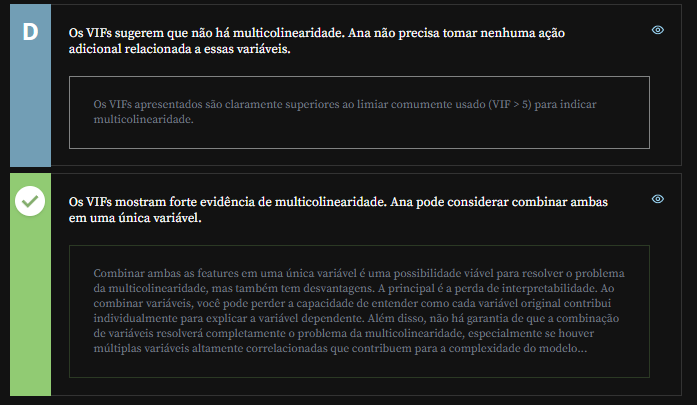 D
Os VIFs sugerem que não há multicolinearidade. Ana não precisa tomar nenhuma ação
adicional relacionada a essas variáveis.
Os VIFs apresentados são claramente superiores ao limiar comumente usado (VIF > 5) para indicar
multicolinearidade.
Os VIFs mostram forte evidência de multicolinearidade. Ana pode considerar combinar ambas
em uma única variável.
Combinar ambas as features em uma única variável é uma possibilidade viável para resolver o problema
da multicolinearidade, mas também tem desvantagens. A principal é a perda de interpretabilidade. Ao
combinar variáveis, você pode perder a capacidade de entender como cada variável original contribui
individualmente para explicar a variável dependente. Além disso, não há garantia de que a combinação
de variáveis resolverá completamente o problema da multicolinearidade, especialmente se houver
múltiplas variáveis altamente correlacionadas que contribuem para a complexidade do modelo...